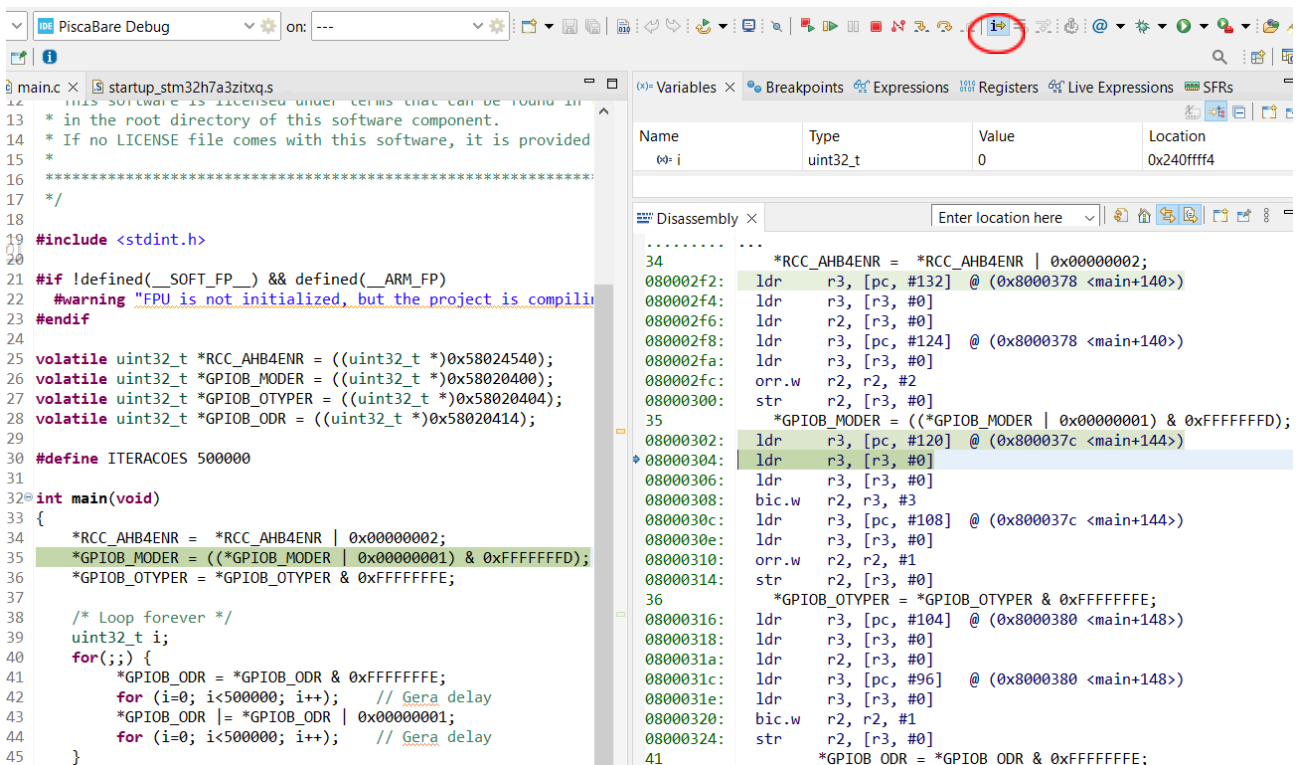 IDE PiscaBare Debug on: ---
main.c startup_stm32h7a3zitxq.s
12 * This software is licensed under terms that can be found in
13 * in the root directory of this software component.
14 * If no LICENSE file comes with this software, it is provided
15 *
16 *************************************************************
17 */
18
19 #include <stdint.h>
20
21 #if !defined(__SOFT_FP__) && defined(__ARM_FP)
22 #warning "FPU is not initialized, but the project is compilin
23 #endif
24
25 volatile uint32_t *RCC_AHB4ENR = ((uint32_t *)0x58024540);
26 volatile uint32_t *GPIOB_MODER = ((uint32_t *)0x58020400);
27 volatile uint32_t *GPIOB_OTYPER = ((uint32_t *)0x58020404);
28 volatile uint32_t *GPIOB_ODR = ((uint32_t *)0x58020414);
29
30 #define ITERACOES 500000
31
32 int main(void)
33 {
34 *RCC_AHB4ENR = *RCC_AHB4ENR | 0x00000002;
35 *GPIOB_MODER = ((*GPIOB_MODER | 0x00000001) & 0xFFFFFFFD);
36 *GPIOB_OTYPER = *GPIOB_OTYPER & 0xFFFFFFFE;
37
38 /* Loop forever */
39 uint32_t i;
40 for(;;) {
41 *GPIOB_ODR = *GPIOB_ODR & 0xFFFFFFFE;
42 for (i=0; i<500000; i++); // Gera delay
43 *GPIOB_ODR |= *GPIOB_ODR | 0x00000001;
44 for (i=0; i<500000; i++); // Gera delay
45 }
(x)= Variables Breakpoints Expressions Registers Live Expressions SFRs
Name Type Value Location
(x)= i uint32_t 0 0x240ffff4
Disassembly Enter location here
......... ...
34 *RCC_AHB4ENR = *RCC_AHB4ENR | 0x00000002;
080002f2: ldr r3, [pc, #132] @ (0x8000378 <main+140>)
080002f4: ldr r3, [r3, #0]
080002f6: ldr r2, [r3, #0]
080002f8: ldr r3, [pc, #124] @ (0x8000378 <main+140>)
080002fa: ldr r3, [r3, #0]
080002fc: orr.w r2, r2, #2
08000300: str r2, [r3, #0]
35 *GPIOB_MODER = ((*GPIOB_MODER | 0x00000001) & 0xFFFFFFFD);
08000302: ldr r3, [pc, #120] @ (0x800037c <main+144>)
08000304: ldr r3, [r3, #0]
08000306: ldr r3, [r3, #0]
08000308: bic.w r2, r3, #3
0800030c: ldr r3, [pc, #108] @ (0x800037c <main+144>)
0800030e: ldr r3, [r3, #0]
08000310: orr.w r2, r2, #1
08000314: str r2, [r3, #0]
36 *GPIOB_OTYPER = *GPIOB_OTYPER & 0xFFFFFFFE;
08000316: ldr r3, [pc, #104] @ (0x8000380 <main+148>)
08000318: ldr r3, [r3, #0]
0800031a: ldr r2, [r3, #0]
0800031c: ldr r3, [pc, #96] @ (0x8000380 <main+148>)
0800031e: ldr r3, [r3, #0]
08000320: bic.w r2, r2, #1
08000324: str r2, [r3, #0]
41 *GPIOB_ODR = *GPIOB_ODR & 0xFFFFFFFE;